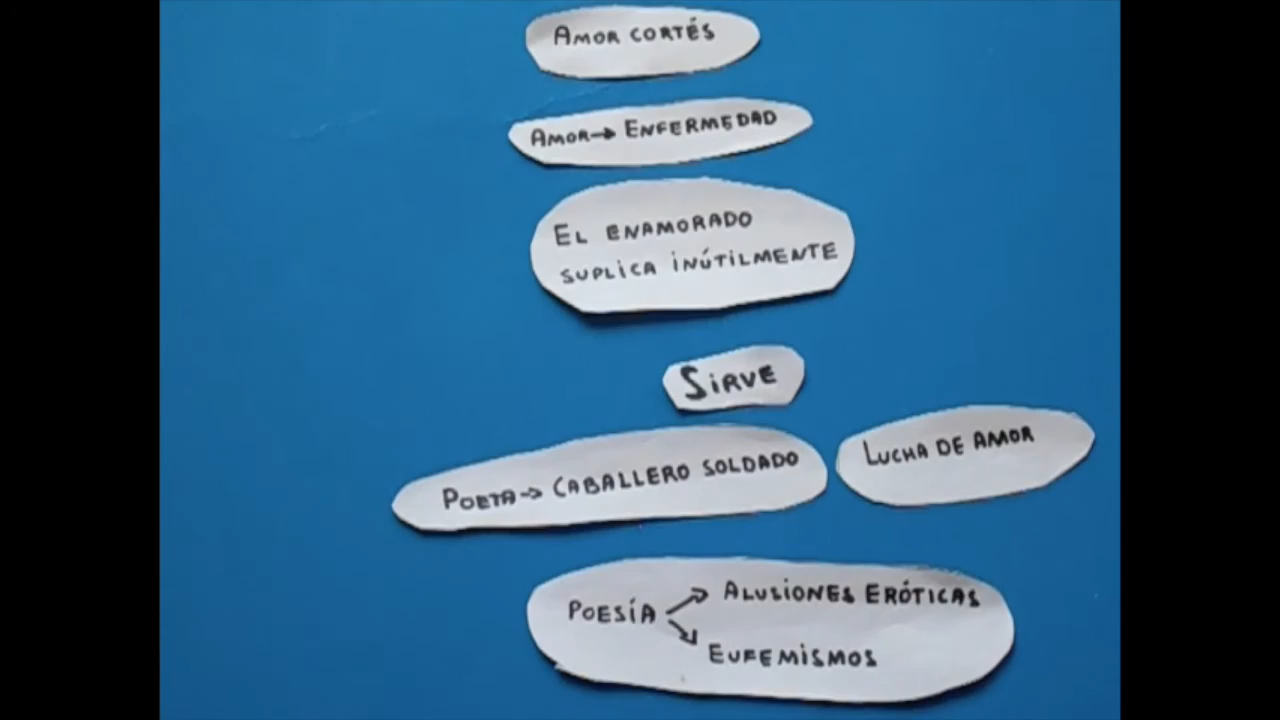 AMOR CORTÉS
AMOR→ ENFERMEDAD
EL ENAMORADO
SUPLICA INÚTILMENTE
SIRVE
POETA→ CABALLERO SOLDADO
LUCHA DE AMOR
POESÍA → ALUSIONES ERÓTICAS
→ EUFEMISMOS